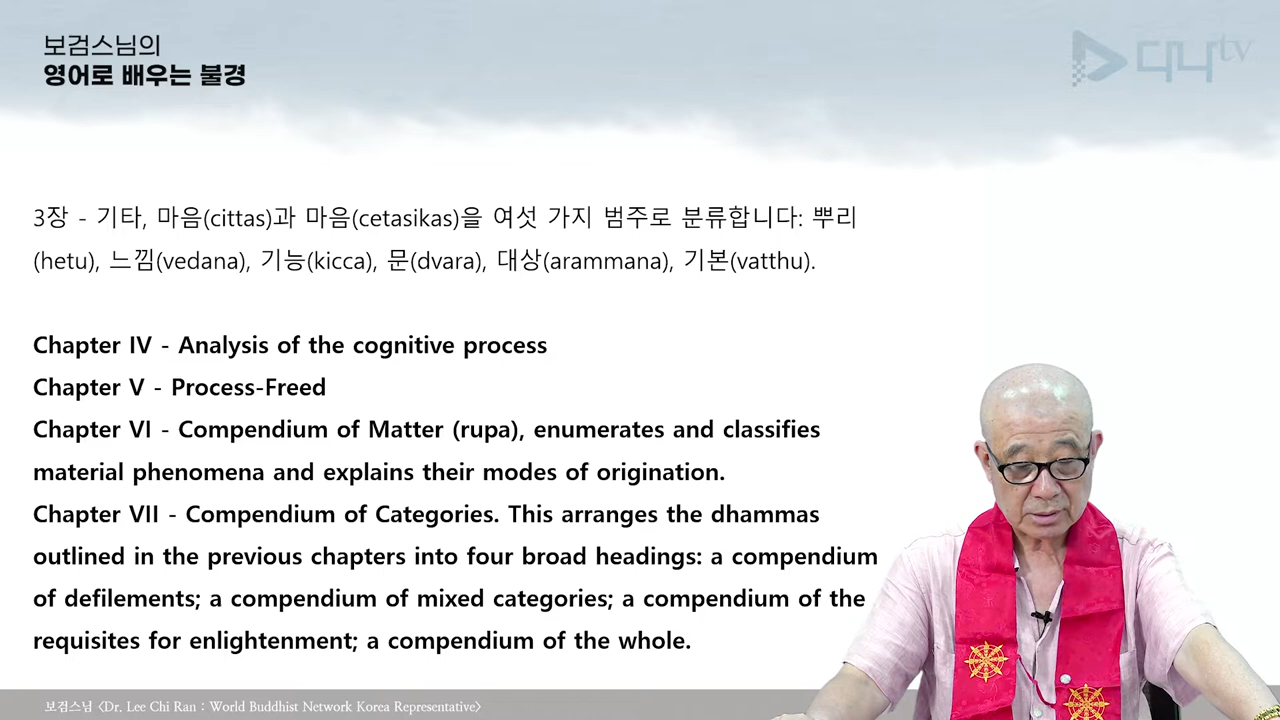 보검스님의
영어로 배우는 불경
디나tv
3장 - 기타, 마음(cittas)과 마음(cetasikas)을 여섯 가지 범주로 분류합니다: 뿌리
(hetu), 느낌(vedana), 기능(kicca), 문(dvara), 대상(arammana), 기본(vatthu).
Chapter IV - Analysis of the cognitive process
Chapter V - Process-Freed
Chapter VI - Compendium of Matter (rupa), enumerates and classifies
material phenomena and explains their modes of origination.
Chapter VII - Compendium of Categories. This arranges the dhammas
outlined in the previous chapters into four broad headings: a compendium
of defilements; a compendium of mixed categories; a compendium of the
requisites for enlightenment; a compendium of the whole.
보검스님 <Dr. Lee Chi Ran : World Buddhist Network Korea Representative>